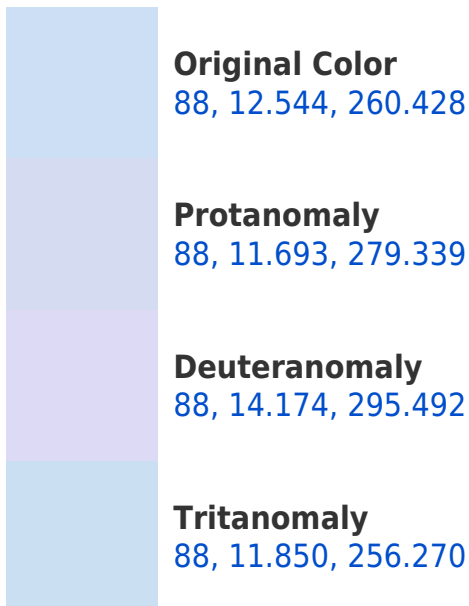 Original Color
88, 12.544, 260.428
Protanomaly
88, 11.693, 279.339
Deuteranomaly
88, 14.174, 295.492
Tritanomaly
88, 11.850, 256.270